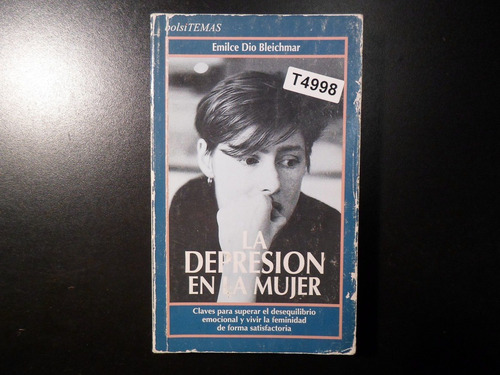 bolsiTEMAS
Emilce Dio Bleichmar
T4998
LA
DEPRESION
EN LA MUJER
Claves para superar el desequilibrio
emocional y vivir la feminidad
de forma satisfactoria